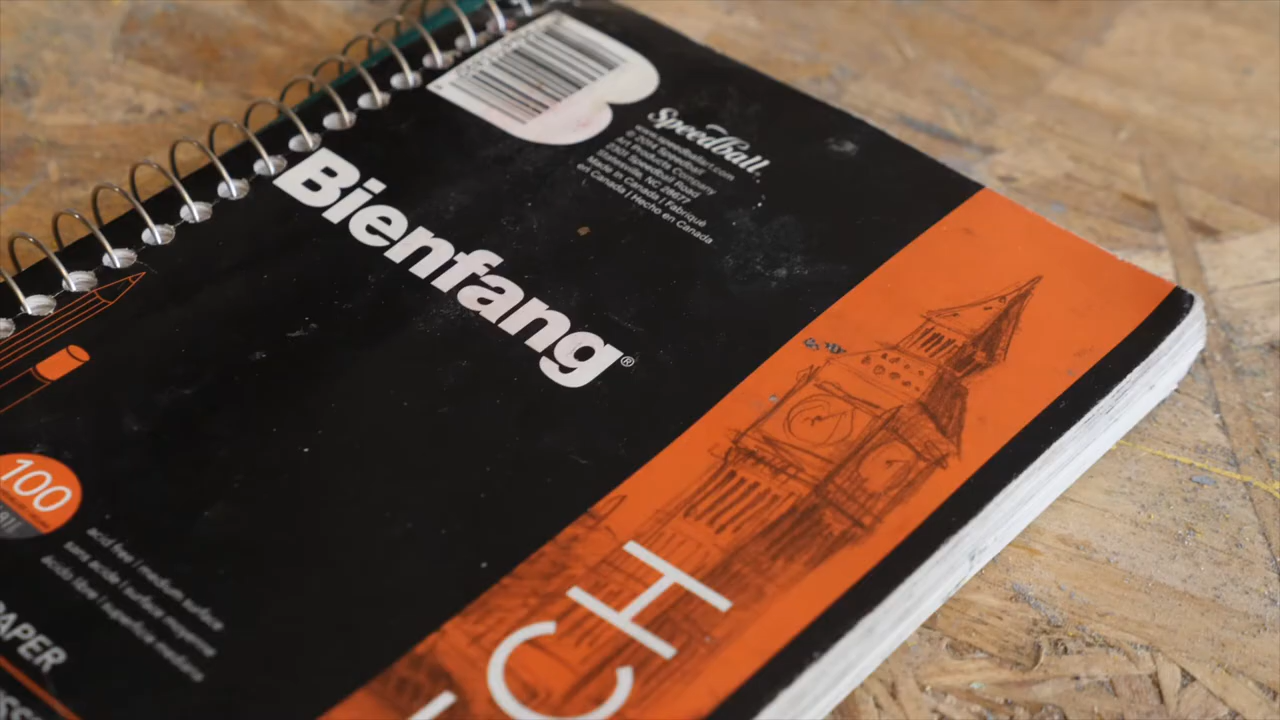 Speedball.
www.speedballart.com
© 2014 Speedball
Art Products Company
2301 Speedball Road
Statesville, NC 28677
Made in Canada | Fabriqué
en Canada | Hecho en Canada
Bienfang®
100
acid free | medium surface
sans acide | surface moyenne
ácido libre | superficie mediana
PAPER
CH